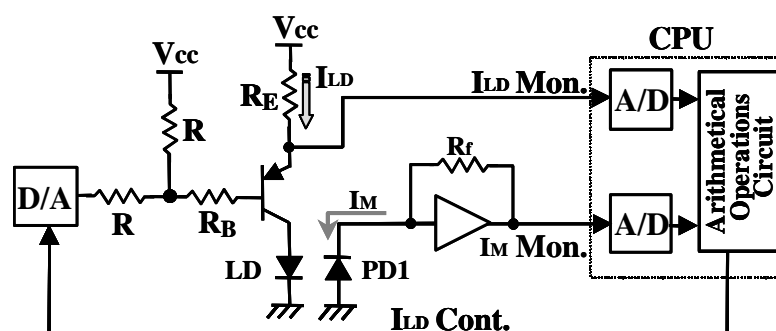 Vcc
Vcc
CPU
ILD
ILD Mon.
RE
A/D
R
Rf
D/A
R
RB
IM
A/D
IM Mon.
LD
PD1
Arithmetical
Operations
Circuit
ILD Cont.